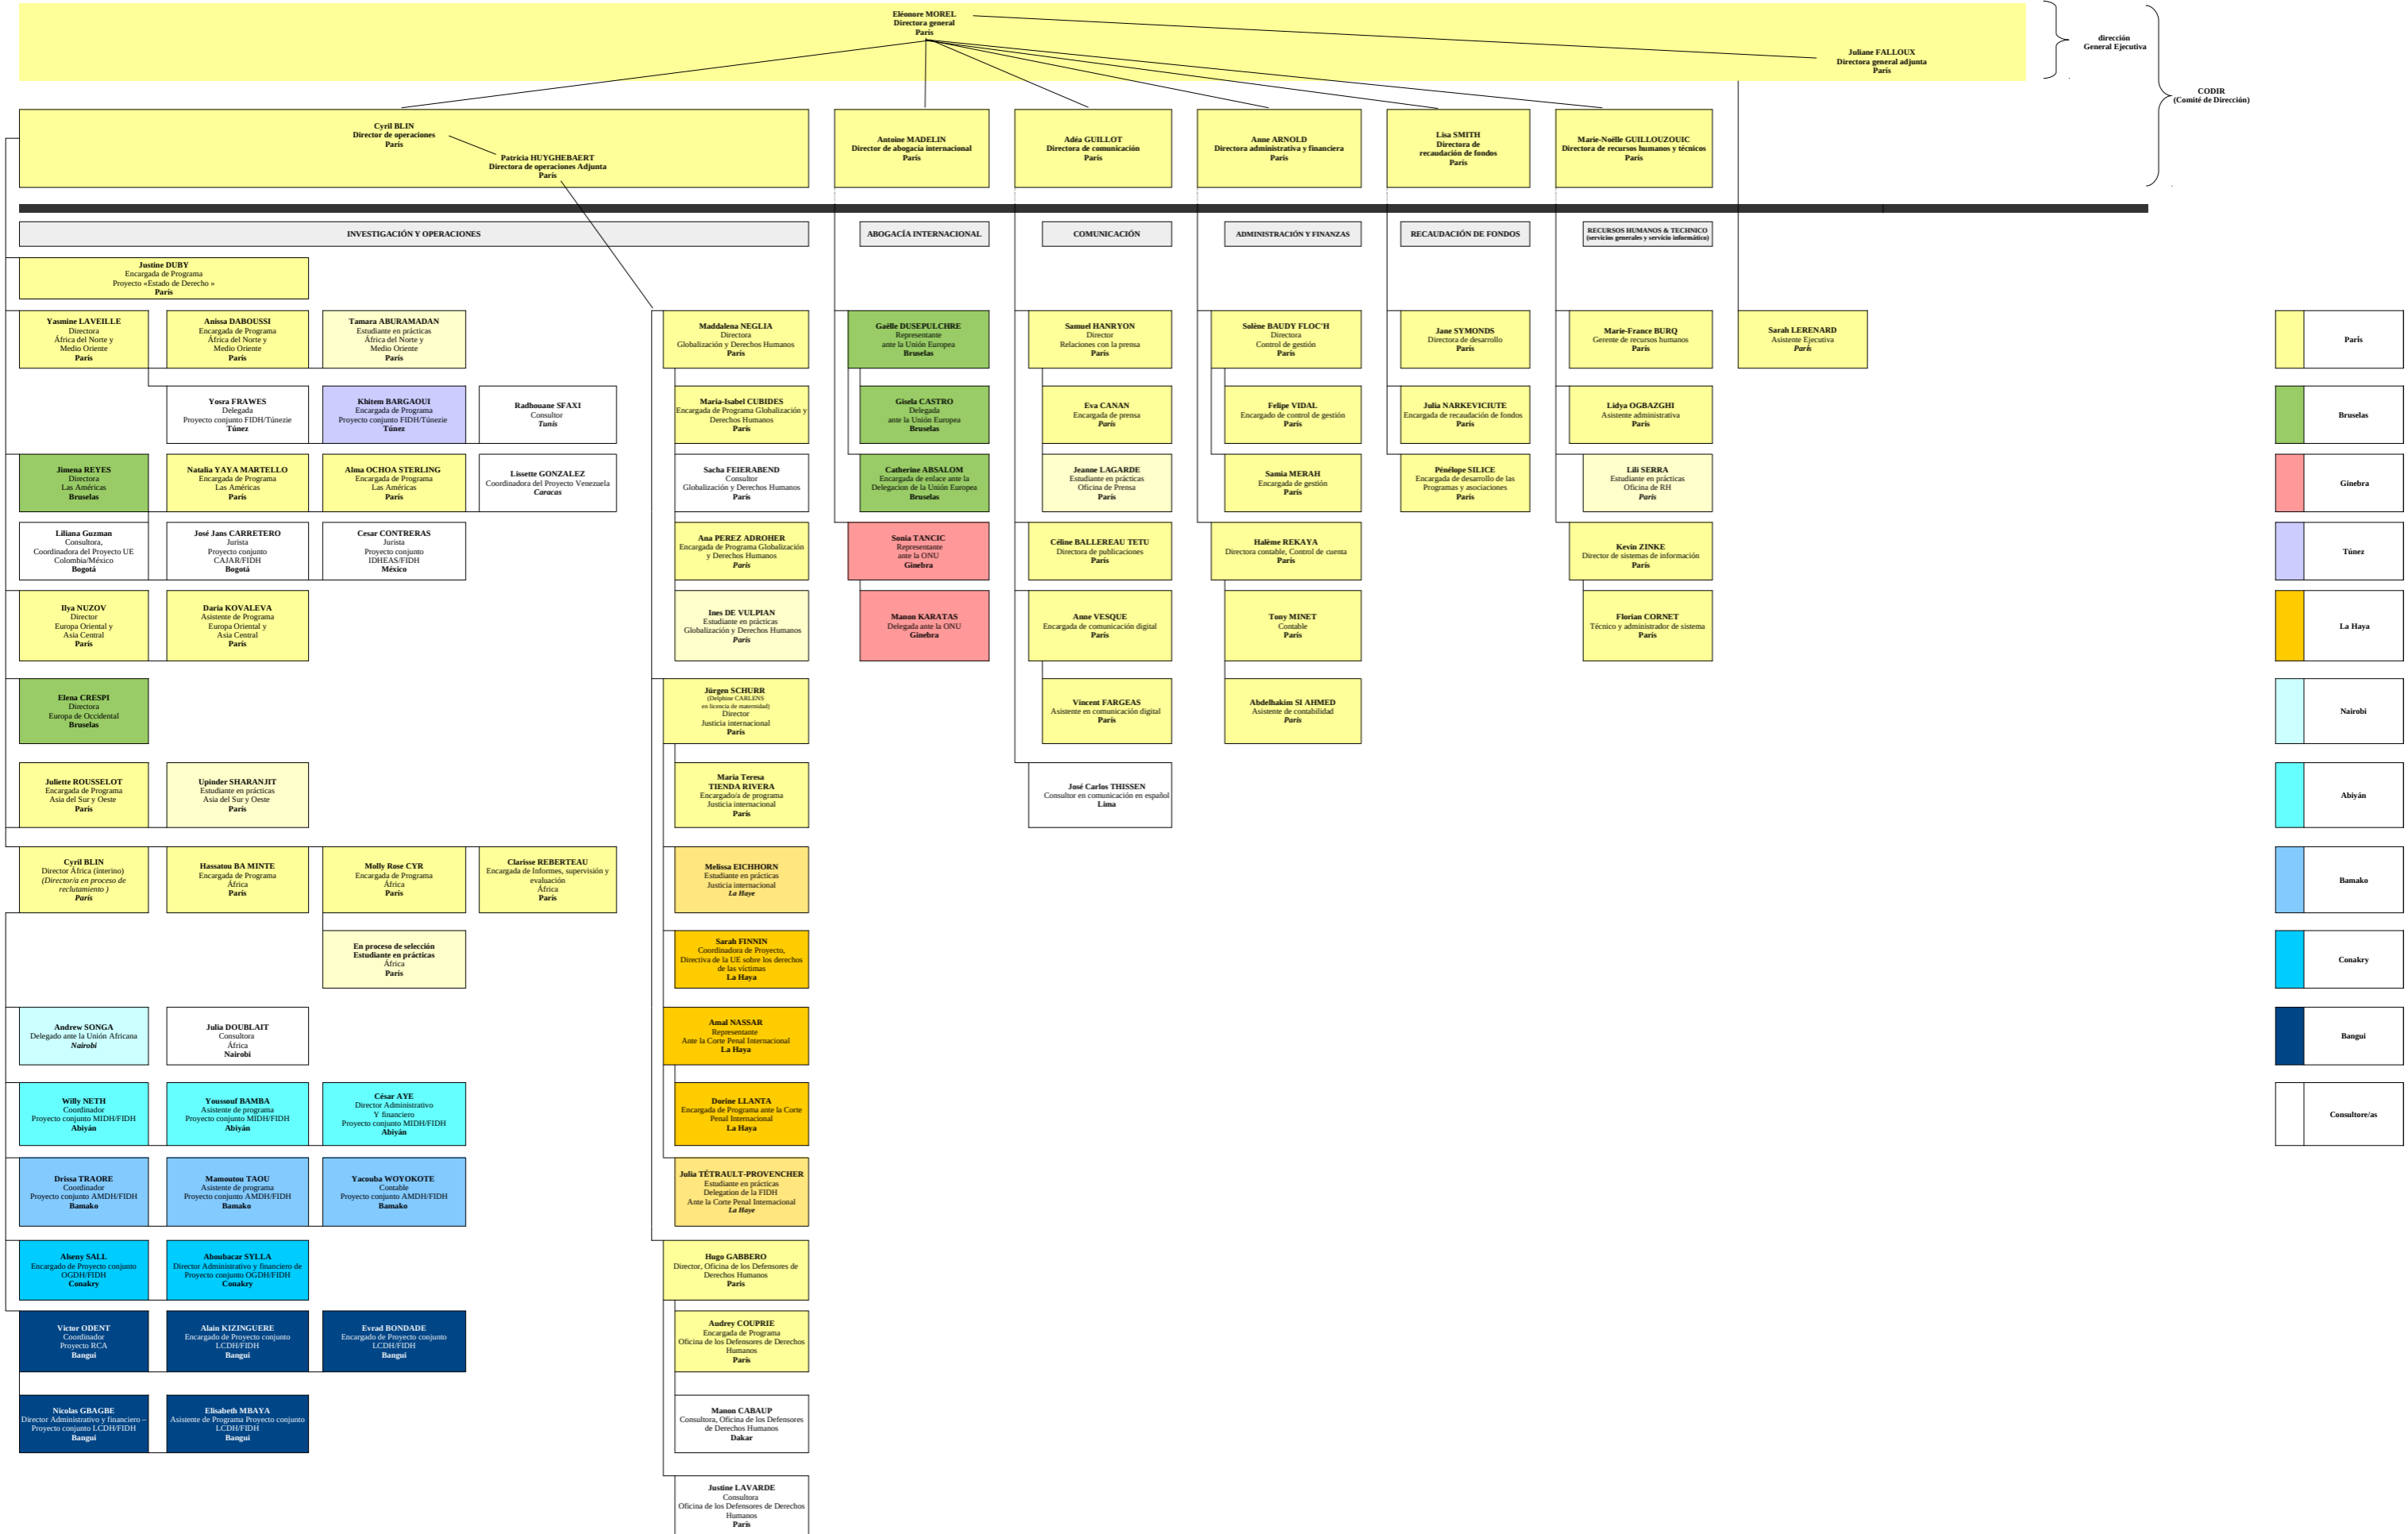 Eléonore MOREL
Directora general
París
Juliane FALLOUX
Directora general adjunta
París
dirección
General Ejecutiva
CODIR
(Comité de Dirección)
Cyril BLIN
Director de operaciones
París
Patricia HUYGHEBAERT
Directora de operaciones Adjunta
París
Antoine MADELIN
Director de abogacía internacional
París
Adéa GUILLOT
Directora de comunicación
París
Anne ARNOLD
Directora administrativa y financiera
París
Lisa SMITH
Directora de
recaudación de fondos
París
Marie-Noëlle GUILLOUZOUIC
Directora de recursos humanos y técnicos
París
INVESTIGACIÓN Y OPERACIONES
ABOGACÍA INTERNACIONAL
COMUNICACIÓN
ADMINISTRACIÓN Y FINANZAS
RECAUDACIÓN DE FONDOS
RECURSOS HUMANOS & TECHNICO
(servicios generales y servicio informático)
Justine DUBY
Encargada de Programa
Proyecto «Estado de Derecho »
París
Yasmine LAVEILLE
Directora
África del Norte y
Medio Oriente
París
Anissa DABOUSSI
Encargada de Programa
África del Norte y
Medio Oriente
París
Tamara ABURAMADAN
Estudiante en prácticas
África del Norte y
Medio Oriente
París
Maddalena NEGLIA
Directora
Globalización y Derechos Humanos
París
Gaëlle DUSEPULCHRE
Representante
ante la Unión Europea
Bruselas
Samuel HANRYON
Director
Relaciones con la prensa
París
Solène BAUDY FLOC'H
Directora
Control de gestión
París
Jane SYMONDS
Directora de desarrollo
París
Marie-France BURQ
Gerente de recursos humanos
París
Sarah LERENARD
Asistente Ejecutiva
París
París
Yosra FRAWES
Delegada
Proyecto conjunto FIDH/Túnezie
Túnez
Khitem BARGAOUI
Encargada de Programa
Proyecto conjunto FIDH/Túnezie
Túnez
Radhouane SFAXI
Consultor
Tunis
Maria-Isabel CUBIDES
Encargada de Programa Globalización y
Derechos Humanos
París
Gisela CASTRO
Delegada
ante la Unión Europea
Bruselas
Eva CANAN
Encargada de prensa
París
Felipe VIDAL
Encargado de control de gestión
París
Julia NARKEVICIUTE
Encargada de recaudación de fondos
París
Lidya OGBAZGHI
Asistente administrativa
París
Bruselas
Jimena REYES
Directora
Las Américas
Bruselas
Natalia YAYA MARTELLO
Encargada de Programa
Las Américas
París
Alma OCHOA STERLING
Encargada de Programa
Las Américas
París
Lissette GONZALEZ
Coordinadora del Proyecto Venezuela
Caracas
Sacha FEIERABEND
Consultor
Globalización y Derechos Humanos
París
Catherine ABSALOM
Encargada de enlace ante la
Delegacion de la Unión Europea
Bruselas
Jeanne LAGARDE
Estudiante en prácticas
Oficina de Prensa
París
Samia MERAH
Encargada de gestión
París
Pénélope SILICE
Encargada de desarrollo de las
Programas y asociaciones
París
Lili SERRA
Estudiante en prácticas
Oficina de RH
París
Ginebra
Liliana Guzman
Consultora,
Coordinadora del Proyecto UE
Colombia/México
Bogotá
José Jans CARRETERO
Jurista
Proyecto conjunto
CAJAR/FIDH
Bogotá
Cesar CONTRERAS
Jurista
Proyecto conjunto
IDHEAS/FIDH
México
Ana PEREZ ADROHER
Encargada de Programa Globalización
y Derechos Humanos
París
Sonia TANCIC
Representante
ante la ONU
Ginebra
Céline BALLEREAU TETU
Directora de publicaciones
París
Halème REKAYA
Directora contable, Control de cuenta
París
Kevin ZINKE
Director de sistemas de información
París
Túnez
Ilya NUZOV
Director
Europa Oriental y
Asia Central
París
Daria KOVALEVA
Asistente de Programa
Europa Oriental y
Asia Central
París
Ines DE VULPIAN
Estudiante en prácticas
Globalización y Derechos Humanos
París
Manon KARATAS
Delegada ante la ONU
Ginebra
Anne VESQUE
Encargada de comunicación digital
París
Tony MINET
Contable
París
Florian CORNET
Técnico y administrador de sistema
París
La Haya
Elena CRESPI
Directora
Europa de Occidental
Bruselas
Jürgen SCHURR
(Delphine CARLENS
en licencia de maternidad)
Director
Justicia internacional
París
Vincent FARGEAS
Asistente en comunicación digital
París
Abdelhakim SI AHMED
Asistente de contabilidad
París
Nairobi
Juliette ROUSSELOT
Encargada de Programa
Asia del Sur y Oeste
París
Upinder SHARANJIT
Estudiante en prácticas
Asia del Sur y Oeste
París
Maria Teresa
TIENDA RIVERA
Encargado/a de programa
Justicia internacional
París
José Carlos THISSEN
Consultor en comunicación en español
Lima
Abiyán
Cyril BLIN
Director África (interino)
(Director/a en proceso de
reclutamiento )
París
Hassatou BA MINTE
Encargada de Programa
África
París
Molly Rose CYR
Encargada de Programa
África
París
Clarisse REBERTEAU
Encargada de Informes, supervisión y
evaluación
África
París
Melissa EICHHORN
Estudiante en prácticas
Justicia internacional
La Haye
Bamako
En proceso de selección
Estudiante en prácticas
África
París
Sarah FINNIN
Coordinadora de Proyecto,
Directiva de la UE sobre los derechos
de las víctimas
La Haya
Conakry
Andrew SONGA
Delegado ante la Unión Africana
Nairobi
Julia DOUBLAIT
Consultora
África
Nairobi
Amal NASSAR
Representante
Ante la Corte Penal Internacional
La Haya
Bangui
Willy NETH
Coordinador
Proyecto conjunto MIDH/FIDH
Abiyán
Youssouf BAMBA
Asistente de programa
Proyecto conjunto MIDH/FIDH
Abiyán
César AYE
Director Administrativo
Y financiero
Proyecto conjunto MIDH/FIDH
Abiyán
Dorine LLANTA
Encargada de Programa ante la Corte
Penal Internacional
La Haya
Consultore/as
Drissa TRAORE
Coordinador
Proyecto conjunto AMDH/FIDH
Bamako
Mamoutou TAOU
Asistente de programa
Proyecto conjunto AMDH/FIDH
Bamako
Yacouba WOYOKOTE
Contable
Proyecto conjunto AMDH/FIDH
Bamako
Julia TÉTRAULT-PROVENCHER
Estudiante en prácticas
Delegation de la FIDH
Ante la Corte Penal Internacional
La Haye
Alseny SALL
Encargado de Proyecto conjunto
OGDH/FIDH
Conakry
Aboubacar SYLLA
Director Administrativo y financiero de
Proyecto conjunto OGDH/FIDH
Conakry
Hugo GABBERO
Director, Oficina de los Defensores de
Derechos Humanos
París
Victor ODENT
Coordinador
Proyecto RCA
Bangui
Alain KIZINGUERE
Encargado de Proyecto conjunto
LCDH/FIDH
Bangui
Evrad BONDADE
Encargado de Proyecto conjunto
LCDH/FIDH
Bangui
Audrey COUPRIE
Encargada de Programa
Oficina de los Defensores de Derechos
Humanos
París
Nicolas GBAGBE
Director Administrativo y financiero –
Proyecto conjunto LCDH/FIDH
Bangui
Elisabeth MBAYA
Asistente de Programa Proyecto conjunto
LCDH/FIDH
Bangui
Manon CABAUP
Consultora, Oficina de los Defensores
de Derechos Humanos
Dakar
Justine LAVARDE
Consultora
Oficina de los Defensores de Derechos
Humanos
París